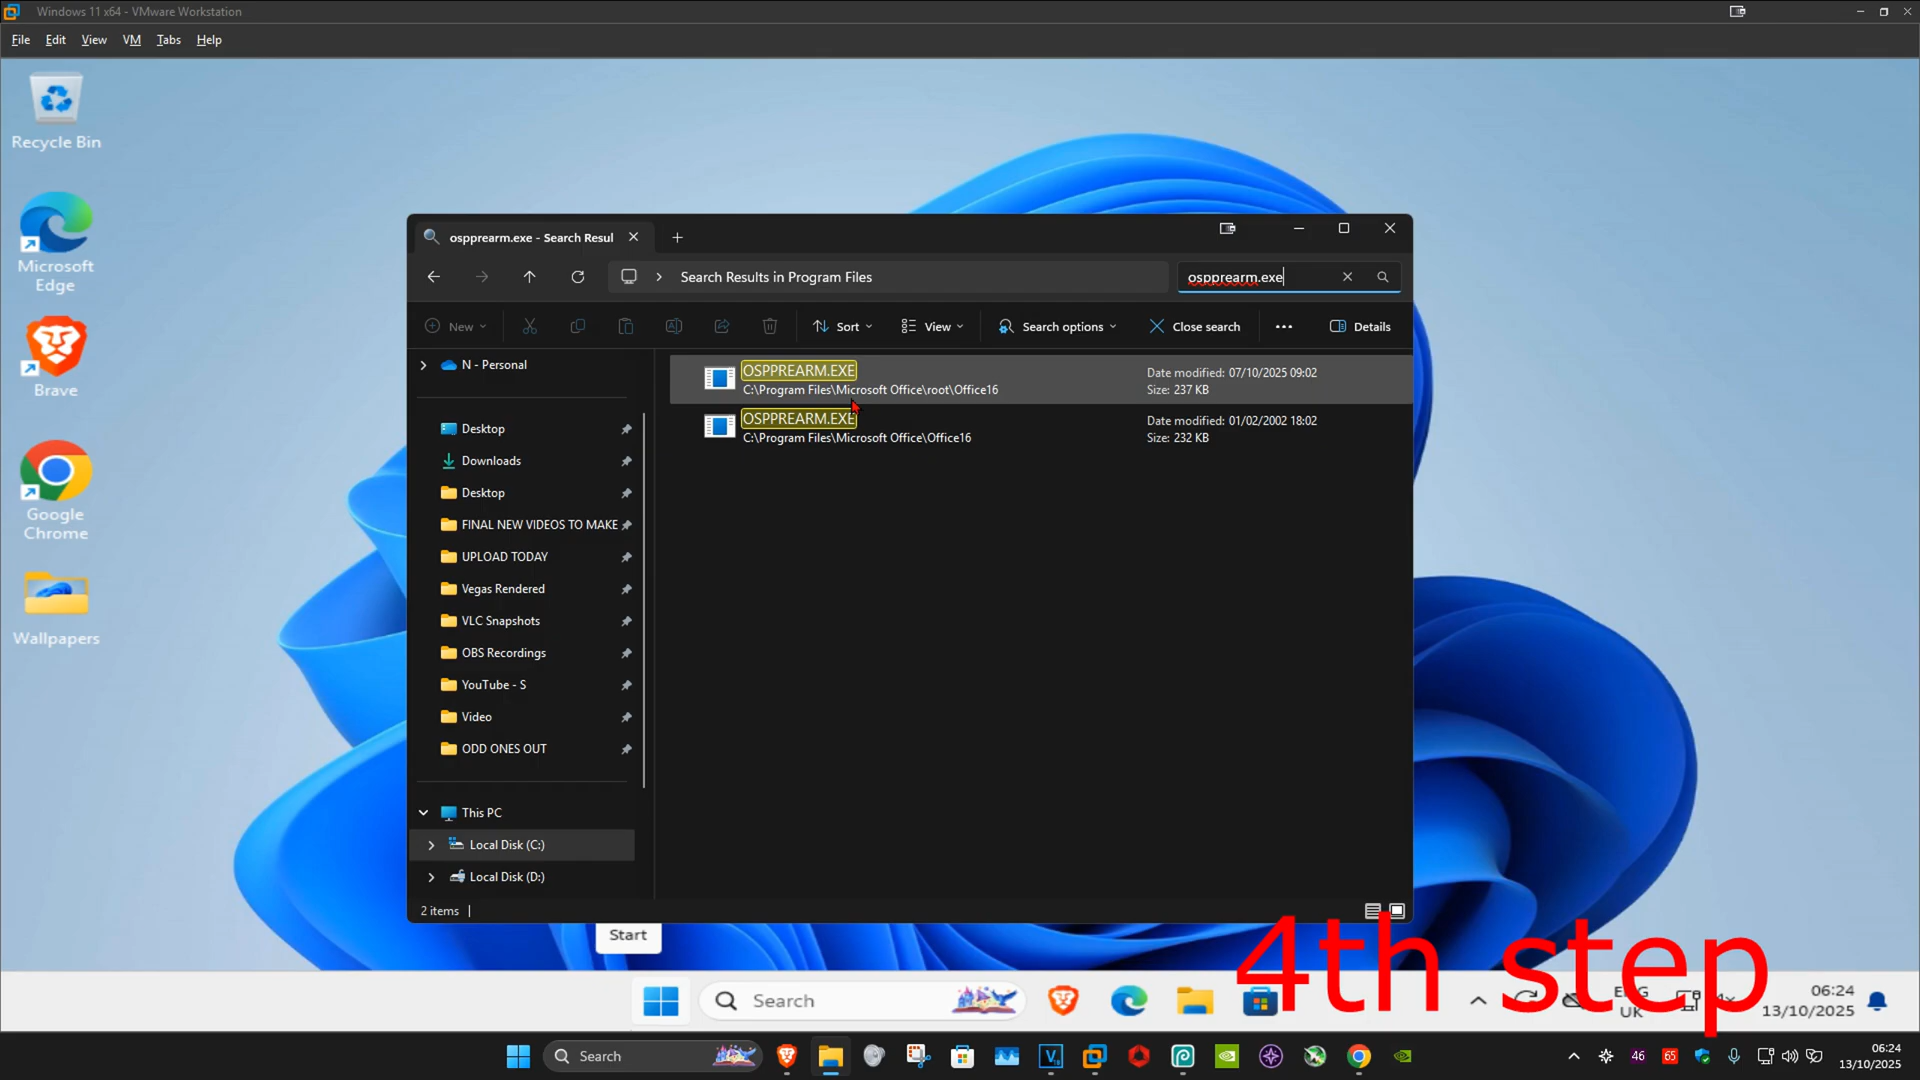 Windows 11 x64 - VMware Workstation
File Edit View VM Tabs Help
Recycle Bin
Microsoft
Edge
Brave
Google
Chrome
Wallpapers
ospprearm.exe - Search Resul
Search Results in Program Files
ospprearm.exe
New
Sort
View
Search options
Close search
Details
N - Personal
Desktop
Downloads
Desktop
FINAL NEW VIDEOS TO MAKE
UPLOAD TODAY
Vegas Rendered
VLC Snapshots
OBS Recordings
YouTube - S
Video
ODD ONES OUT
This PC
Local Disk (C:)
Local Disk (D:)
OSPPREARM.EXE
C:\Program Files\Microsoft Office\root\Office16
Date modified: 07/10/2025 09:02
Size: 237 KB
OSPPREARM.EXE
C:\Program Files\Microsoft Office\Office16
Date modified: 01/02/2002 18:02
Size: 232 KB
2 items
Start
4th step
Search
ENG
UK
06:24
13/10/2025
Search
46
65
06:24
13/10/2025